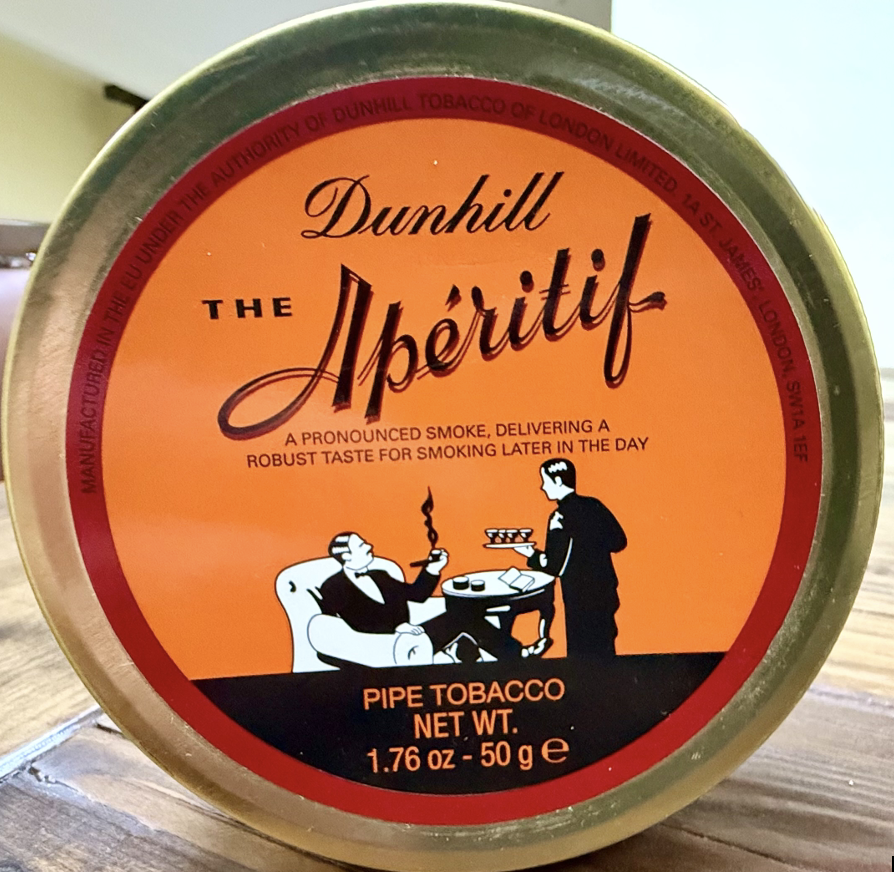 MANUFACTURED IN THE EU UNDER THE AUTHORITY OF DUNHILL TOBACCO OF LONDON LIMITED, 1A ST JAMES' LONDON, SW1A 1EF
Dunhill
THE Apéritif
A PRONOUNCED SMOKE, DELIVERING A
ROBUST TASTE FOR SMOKING LATER IN THE DAY
PIPE TOBACCO
NET WT.
1.76 oz - 50 g ℮